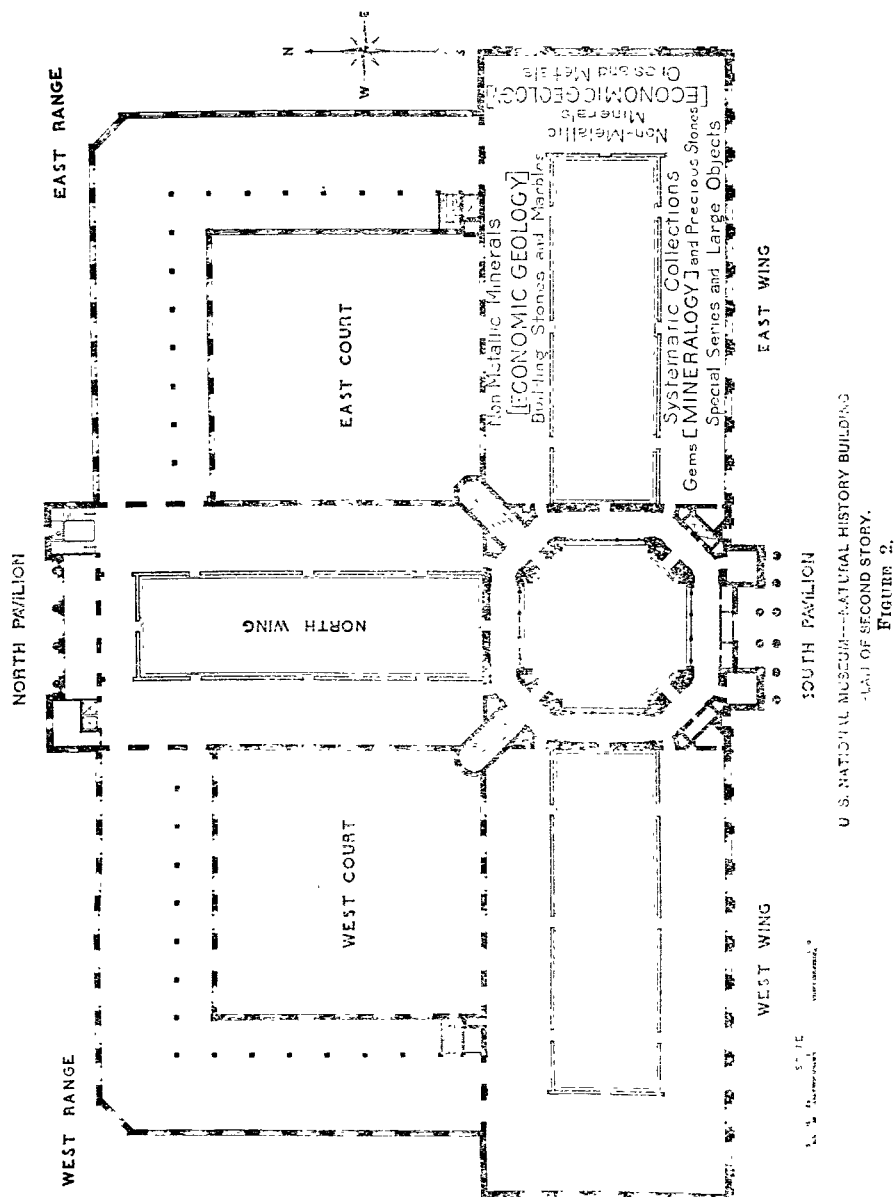 NORTH PAVILION
WEST RANGE
EAST RANGE
N
W
E
S
WEST COURT
NORTH WING
EAST COURT
Non Metallic Minerals
[ECONOMIC GEOLOGY]
Building Stones and Marbles
Non-Metallic
Minerals
[ECONOMIC GEOLOGY]
Ores and Metals
Systematic Collections
Gems [MINERALOGY] and Precious Stones
Special Series and Large Objects
WEST WING
SOUTH PAVILION
EAST WING
U. S. NATIONAL MUSEUM—NATURAL HISTORY BUILDING
PLAN OF SECOND STORY.
FIGURE 2.